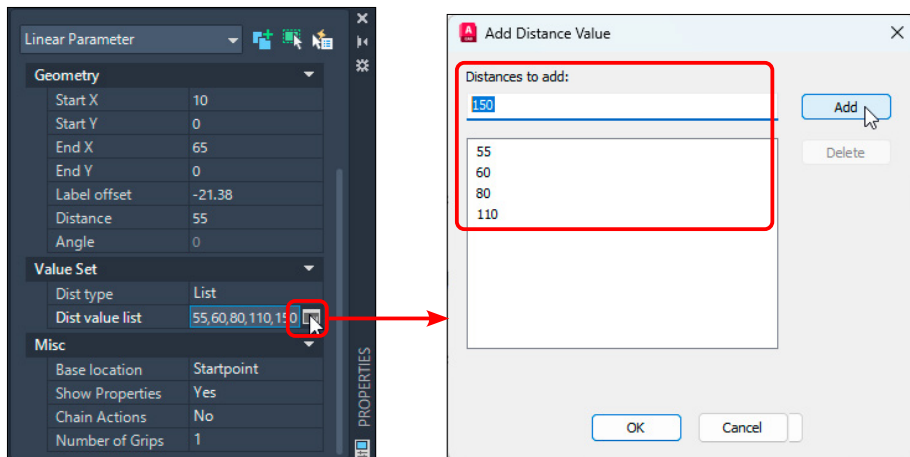 Linear Parameter
Geometry
Start X 10
Start Y 0
End X 65
End Y 0
Label offset -21.38
Distance 55
Angle 0
Value Set
Dist type List
Dist value list 55,60,80,110,150
Misc
Base location Startpoint
Show Properties Yes
Chain Actions No
Number of Grips 1
PROPERTIES
Add Distance Value
Distances to add:
150
Add
55
60
80
110
Delete
OK
Cancel